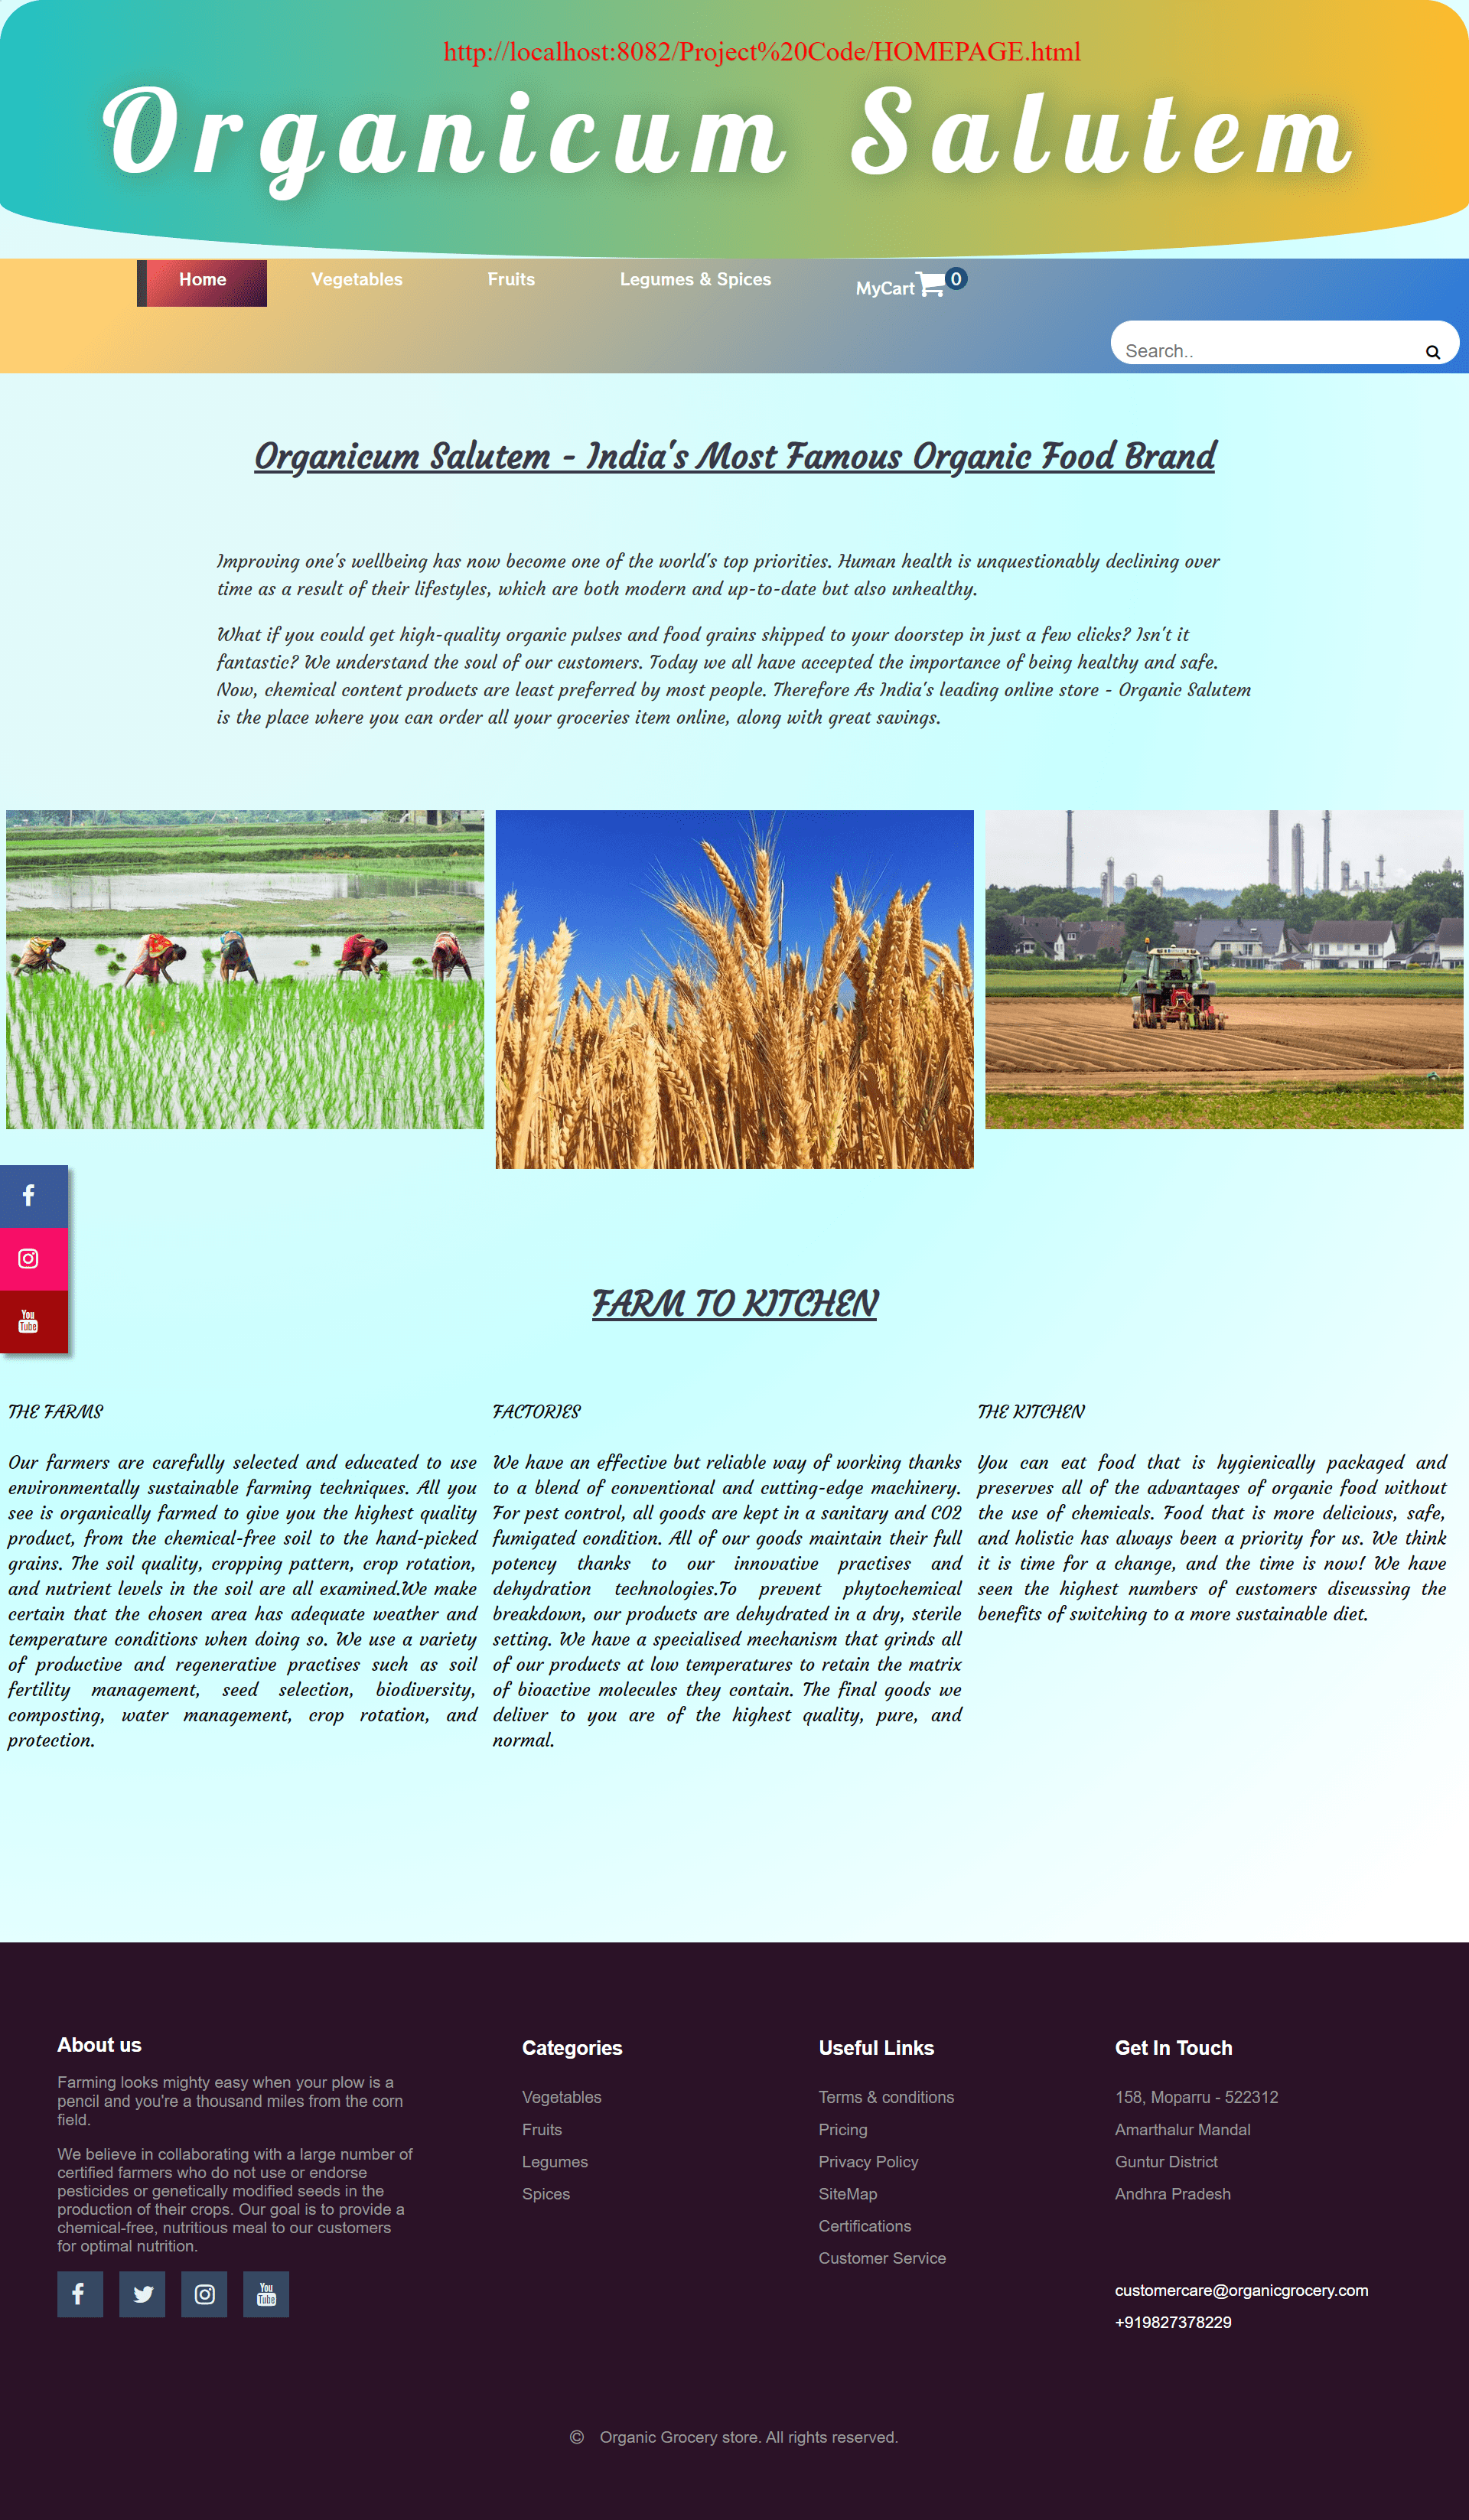 http://localhost:8082/Project%20Code/HOMEPAGE.html
Organicum Salutem
Home
Vegetables
Fruits
Legumes & Spices
MyCart 0
Search..
Organicum Salutem - India's Most Famous Organic Food Brand
Improving one's wellbeing has now become one of the world's top priorities. Human health is unquestionably declining over
time as a result of their lifestyles, which are both modern and up-to-date but also unhealthy.
What if you could get high-quality organic pulses and food grains shipped to your doorstep in just a few clicks? Isn't it
fantastic? We understand the soul of our customers. Today we all have accepted the importance of being healthy and safe.
Now, chemical content products are least preferred by most people. Therefore As India's leading online store - Organic Salutem
is the place where you can order all your groceries item online, along with great savings.
You
Tube
FARM TO KITCHEN
THE FARMS
Our farmers are carefully selected and educated to use
environmentally sustainable farming techniques. All you
see is organically farmed to give you the highest quality
product, from the chemical-free soil to the hand-picked
grains. The soil quality, cropping pattern, crop rotation,
and nutrient levels in the soil are all examined.We make
certain that the chosen area has adequate weather and
temperature conditions when doing so. We use a variety
of productive and regenerative practises such as soil
fertility management, seed selection, biodiversity,
composting, water management, crop rotation, and
protection.
FACTORIES
We have an effective but reliable way of working thanks
to a blend of conventional and cutting-edge machinery.
For pest control, all goods are kept in a sanitary and CO2
fumigated condition. All of our goods maintain their full
potency thanks to our innovative practises and
dehydration technologies.To prevent phytochemical
breakdown, our products are dehydrated in a dry, sterile
setting. We have a specialised mechanism that grinds all
of our products at low temperatures to retain the matrix
of bioactive molecules they contain. The final goods we
deliver to you are of the highest quality, pure, and
normal.
THE KITCHEN
You can eat food that is hygienically packaged and
preserves all of the advantages of organic food without
the use of chemicals. Food that is more delicious, safe,
and holistic has always been a priority for us. We think
it is time for a change, and the time is now! We have
seen the highest numbers of customers discussing the
benefits of switching to a more sustainable diet.
About us
Farming looks mighty easy when your plow is a
pencil and you're a thousand miles from the corn
field.
We believe in collaborating with a large number of
certified farmers who do not use or endorse
pesticides or genetically modified seeds in the
production of their crops. Our goal is to provide a
chemical-free, nutritious meal to our customers
for optimal nutrition.
You
Tube
Categories
Vegetables
Fruits
Legumes
Spices
Useful Links
Terms & conditions
Pricing
Privacy Policy
SiteMap
Certifications
Customer Service
Get In Touch
158, Moparru - 522312
Amarthalur Mandal
Guntur District
Andhra Pradesh
customercare@organicgrocery.com
+919827378229
© Organic Grocery store. All rights reserved.